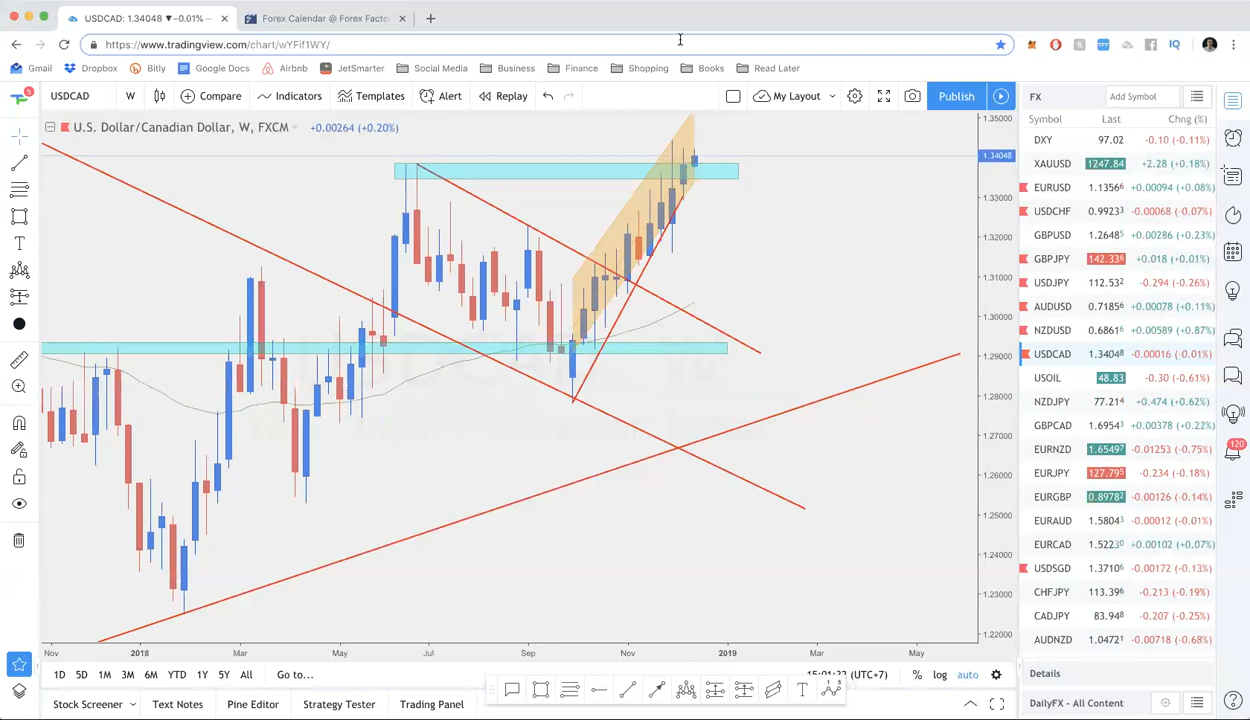 USDCAD: 1.34048 ▼−0.01% —
Forex Calendar @ Forex Facto
https://www.tradingview.com/chart/wYFif1WY/
Gmail Dropbox Bitly Google Docs Airbnb JetSmarter Social Media Business Finance Shopping Books Read Later
5
USDCAD W Compare Indicators Templates Alert Replay My Layout Publish
U.S. Dollar/Canadian Dollar, W, FXCM +0.00264 (+0.20%)
1.35000
1.34048
1.33000
1.32000
1.31000
1.30000
1.29000
1.28000
1.27000
1.26000
1.25000
1.24000
1.23000
1.22000
Nov 2018 Mar May Jul Sep Nov 2019 Mar May
1D 5D 1M 3M 6M YTD 1Y 5Y All Go to...
(UTC+7) % log auto
Stock Screener Text Notes Pine Editor Strategy Tester Trading Panel
FX Add Symbol
Symbol Last Chng (%)
DXY 97.02 -0.10 (-0.11%)
XAUUSD 1247.84 +2.28 (+0.18%)
EURUSD 1.1356⁶ +0.00094 (+0.08%)
USDCHF 0.9923³ -0.00068 (-0.07%)
GBPUSD 1.2648⁵ +0.00286 (+0.23%)
GBPJPY 142.33⁶ +0.018 (+0.01%)
USDJPY 112.53² -0.294 (-0.26%)
AUDUSD 0.7185⁶ +0.00078 (+0.11%)
NZDUSD 0.6861⁶ +0.00589 (+0.87%)
USDCAD 1.3404⁸ -0.00016 (-0.01%)
USOIL 48.83 -0.30 (-0.61%)
NZDJPY 77.21⁴ +0.474 (+0.62%)
GBPCAD 1.6954³ +0.00378 (+0.22%)
EURNZD 1.6549⁷ -0.01253 (-0.75%)
EURJPY 127.79⁵ -0.234 (-0.18%)
EURGBP 0.8978² -0.00126 (-0.14%)
EURAUD 1.5804³ -0.00012 (-0.01%)
EURCAD 1.5223⁰ +0.00102 (+0.07%)
USDSGD 1.3710⁶ -0.00172 (-0.13%)
CHFJPY 113.39⁶ -0.213 (-0.19%)
CADJPY 83.94⁸ -0.207 (-0.25%)
AUDNZD 1.0472¹ -0.00718 (-0.68%)
Details
DailyFX - All Content
120